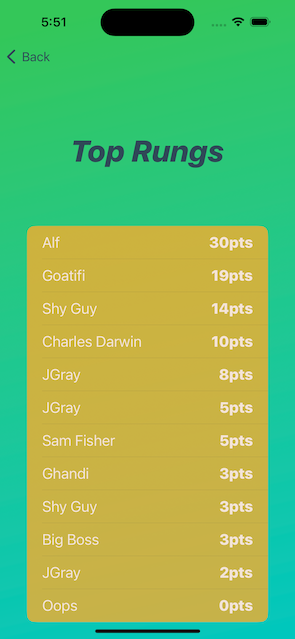 5:51
Back
Top Rungs
Alf 30pts
Goatifi 19pts
Shy Guy 14pts
Charles Darwin 10pts
JGray 8pts
JGray 5pts
Sam Fisher 5pts
Ghandi 3pts
Shy Guy 3pts
Big Boss 3pts
JGray 2pts
Oops 0pts